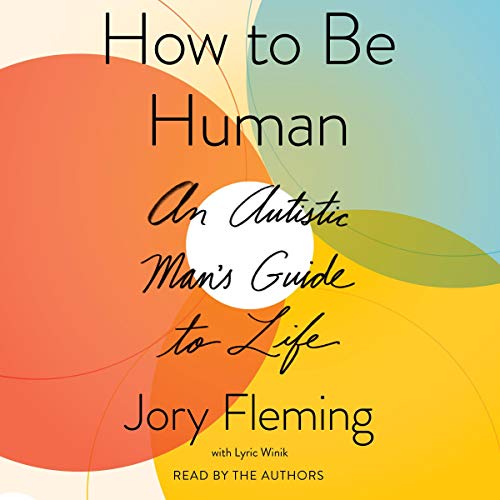 How to Be
Human
An Autistic
Man's Guide
to Life
Jory Fleming
with Lyric Winik
READ BY THE AUTHORS